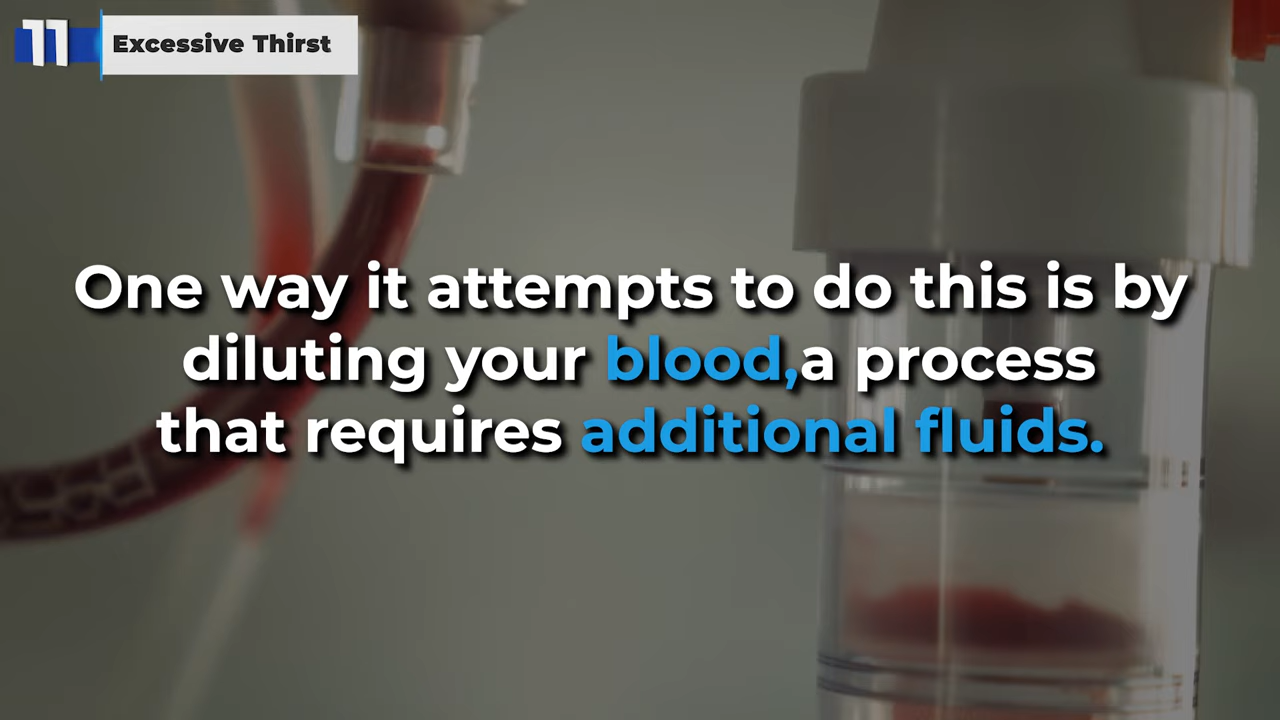 11
Excessive Thirst
One way it attempts to do this is by
diluting your blood,a process
that requires additional fluids.